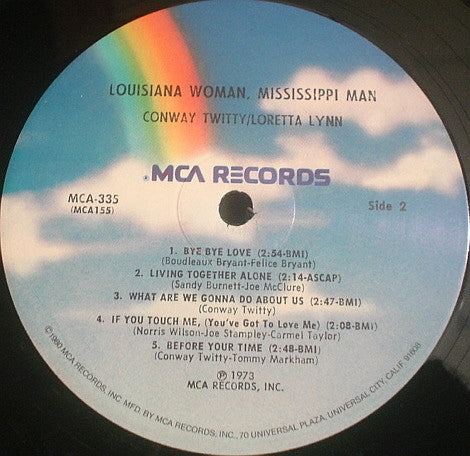 LOUISIANA WOMAN, MISSISSIPPI MAN
CONWAY TWITTY/LORETTA LYNN
MCA RECORDS
MCA-335
(MCA155)
Side 2
1. BYE BYE LOVE (2:54-BMI)
(Boudleaux Bryant-Felice Bryant)
2. LIVING TOGETHER ALONE (2:14-ASCAP)
(Sandy Burnett-Joe McClure)
3. WHAT ARE WE GONNA DO ABOUT US (2:47-BMI)
(Conway Twitty)
4. IF YOU TOUCH ME, (You've Got To Love Me) (2:08-BMI)
(Norris Wilson-Joe Stampley-Carmel Taylor)
5. BEFORE YOUR TIME (2:48-BMI)
(Conway Twitty-Tommy Markham)
℗ 1973
MCA RECORDS, INC.
© 1980 MCA RECORDS, INC. MFD. BY MCA RECORDS, INC., 70 UNIVERSAL PLAZA, UNIVERSAL CITY, CALIF. 91608